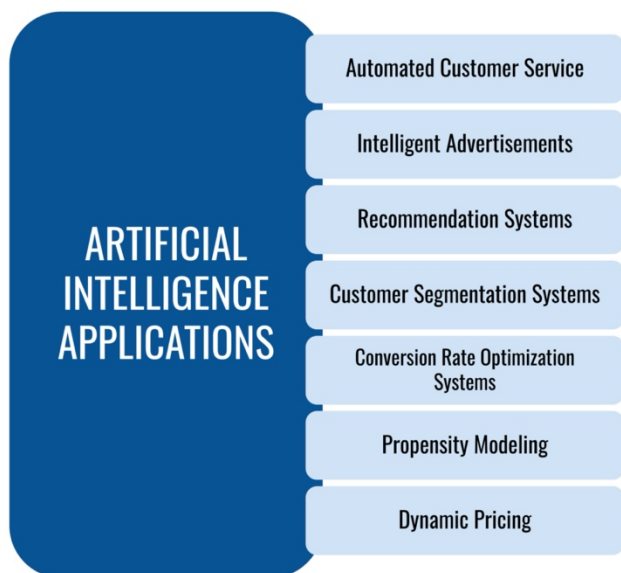 ARTIFICIAL
INTELLIGENCE
APPLICATIONS
Automated Customer Service
Intelligent Advertisements
Recommendation Systems
Customer Segmentation Systems
Conversion Rate Optimization
Systems
Propensity Modeling
Dynamic Pricing